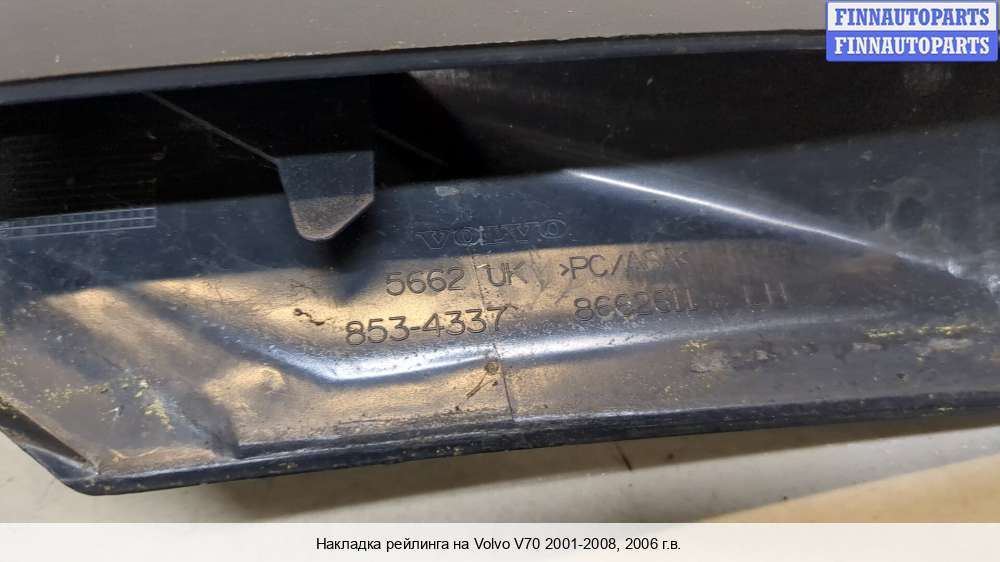 FINNAUTOPARTS
FINNAUTOPARTS
VOLVO
5662 UK >PC/ASA<
853-4337 8662611 LH
Накладка рейлинга на Volvo V70 2001-2008, 2006 г.в.